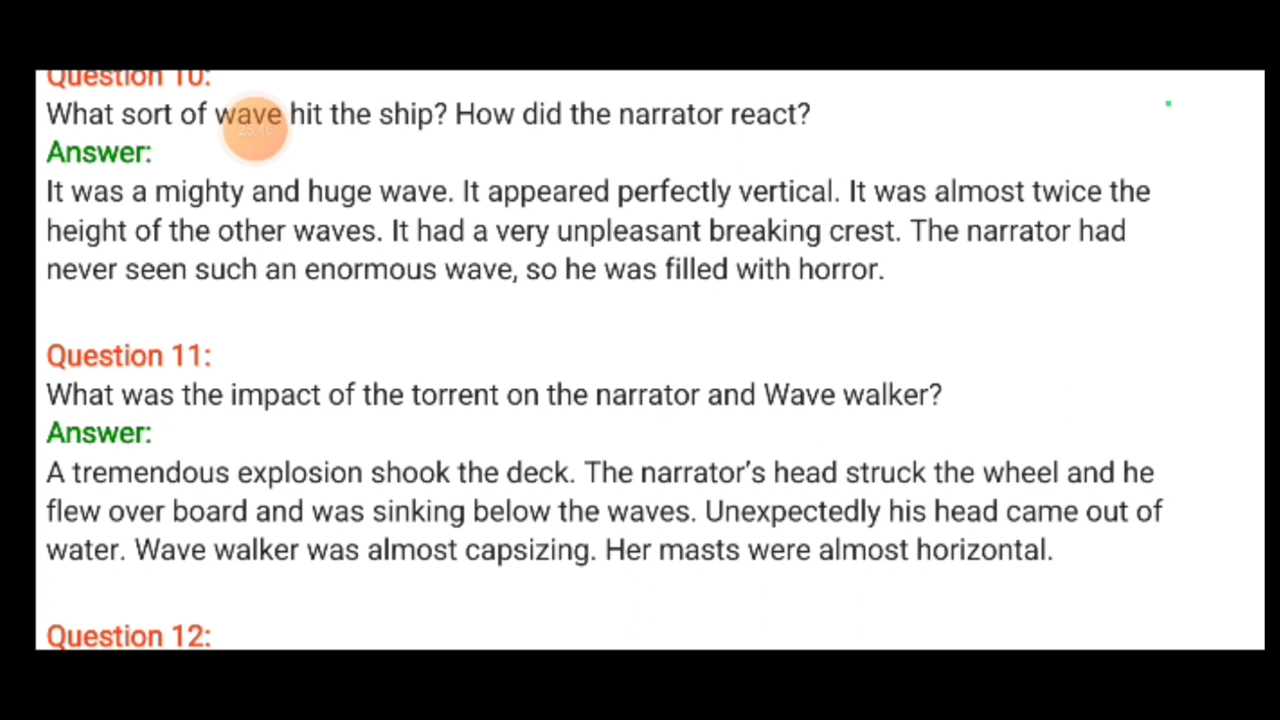 Question 10:
What sort of wave hit the ship? How did the narrator react?
Answer:
It was a mighty and huge wave. It appeared perfectly vertical. It was almost twice the
height of the other waves. It had a very unpleasant breaking crest. The narrator had
never seen such an enormous wave, so he was filled with horror.
Question 11:
What was the impact of the torrent on the narrator and Wave walker?
Answer:
A tremendous explosion shook the deck. The narrator’s head struck the wheel and he
flew over board and was sinking below the waves. Unexpectedly his head came out of
water. Wave walker was almost capsizing. Her masts were almost horizontal.
Question 12: